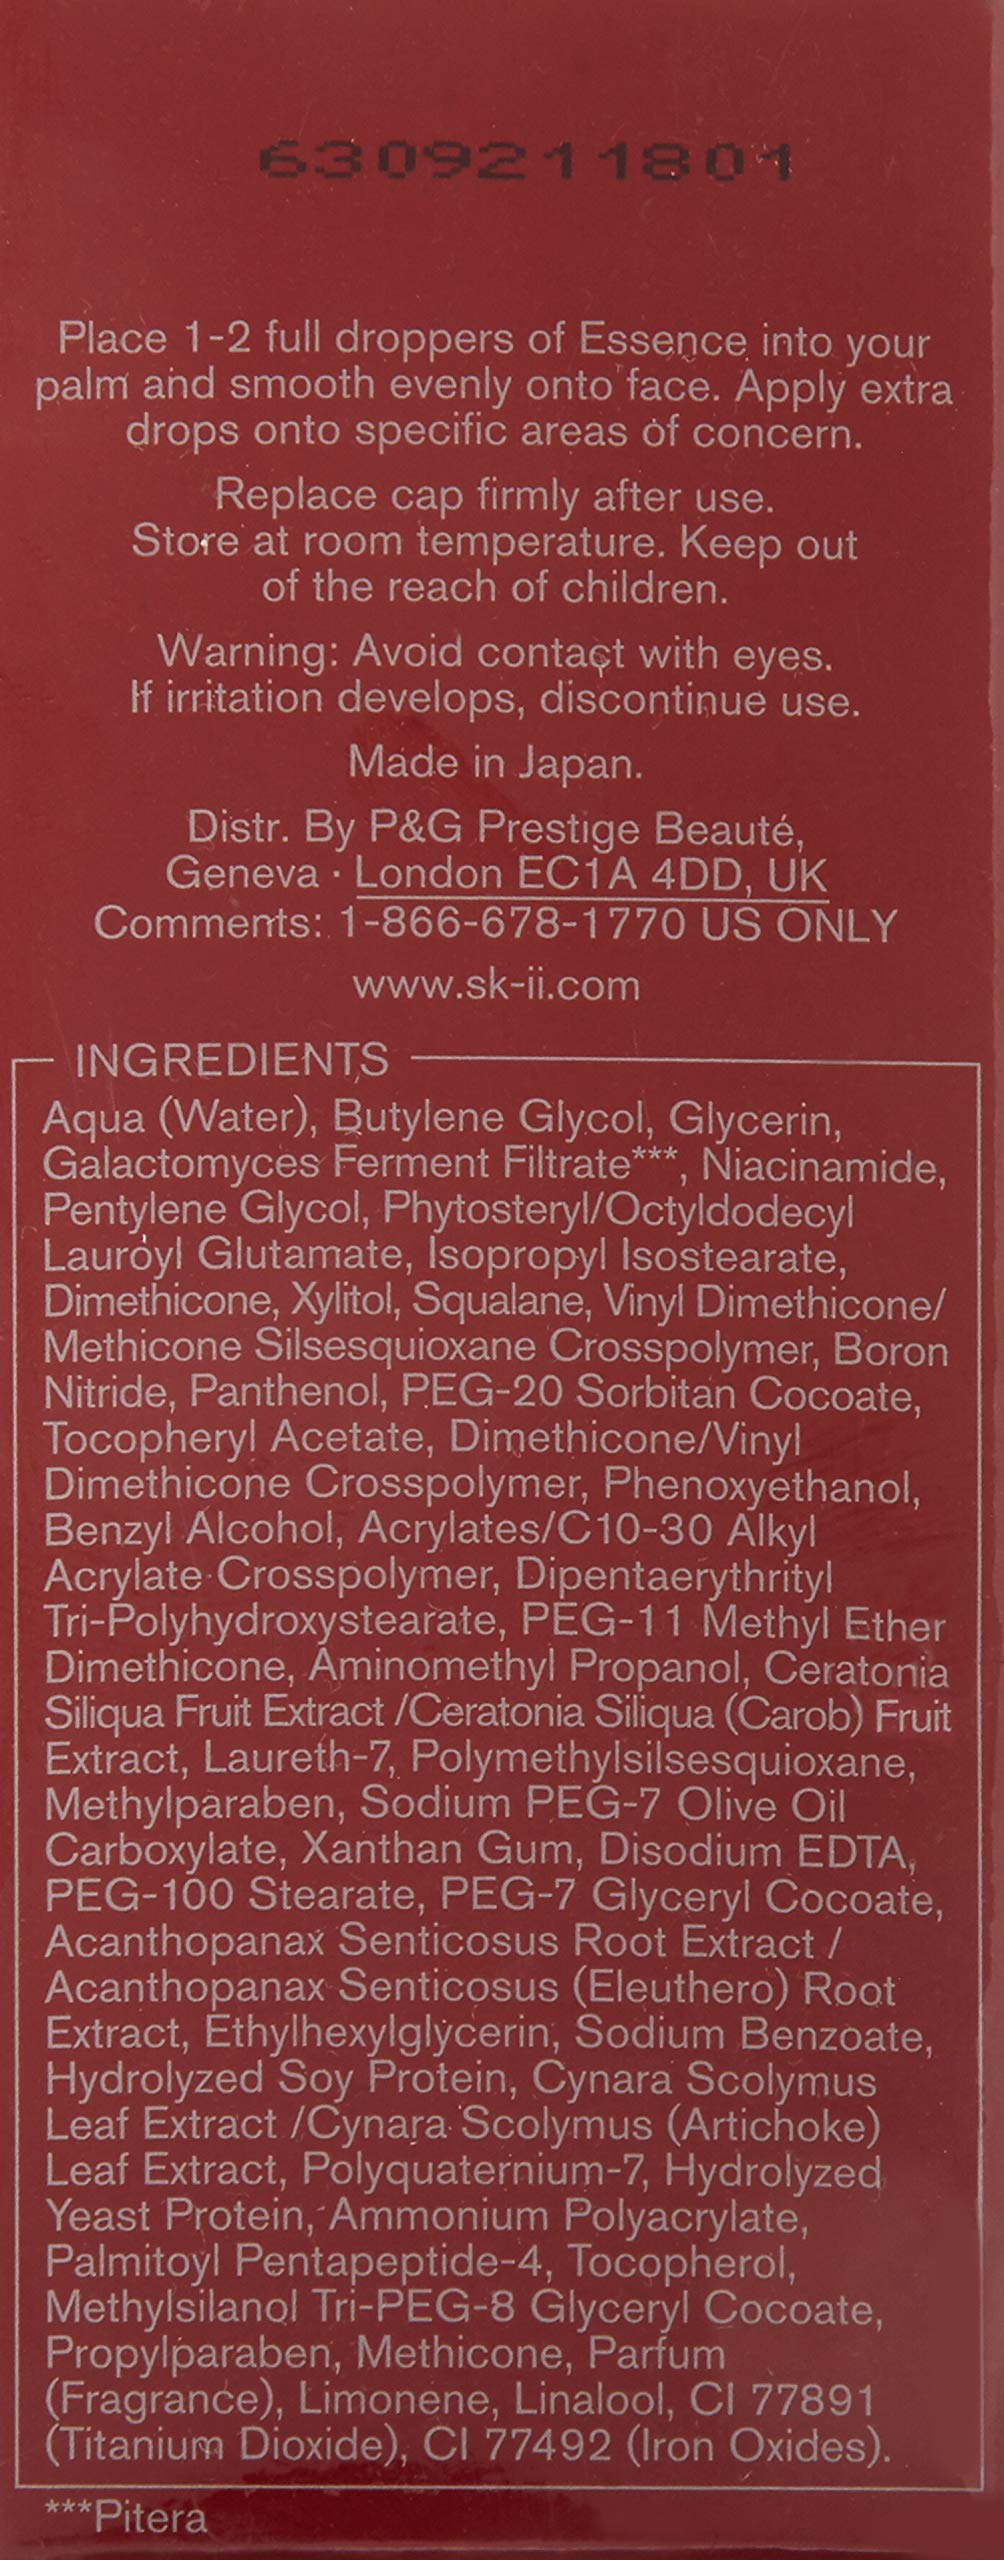 6309211801
Place 1-2 full droppers of Essence into your
palm and smooth evenly onto face. Apply extra
drops onto specific areas of concern.
Replace cap firmly after use.
Store at room temperature. Keep out
of the reach of children.
Warning: Avoid contact with eyes.
If irritation develops, discontinue use.
Made in Japan.
Distr. By P&G Prestige Beauté,
Geneva · London EC1A 4DD, UK
Comments: 1-866-678-1770 US ONLY
www.sk-ii.com
INGREDIENTS
Aqua (Water), Butylene Glycol, Glycerin,
Galactomyces Ferment Filtrate***, Niacinamide,
Pentylene Glycol, Phytosteryl/Octyldodecyl
Lauroyl Glutamate, Isopropyl Isostearate,
Dimethicone, Xylitol, Squalane, Vinyl Dimethicone/
Methicone Silsesquioxane Crosspolymer, Boron
Nitride, Panthenol, PEG-20 Sorbitan Cocoate,
Tocopheryl Acetate, Dimethicone/Vinyl
Dimethicone Crosspolymer, Phenoxyethanol,
Benzyl Alcohol, Acrylates/C10-30 Alkyl
Acrylate Crosspolymer, Dipentaerythrityl
Tri-Polyhydroxystearate, PEG-11 Methyl Ether
Dimethicone, Aminomethyl Propanol, Ceratonia
Siliqua Fruit Extract /Ceratonia Siliqua (Carob) Fruit
Extract, Laureth-7, Polymethylsilsesquioxane,
Methylparaben, Sodium PEG-7 Olive Oil
Carboxylate, Xanthan Gum, Disodium EDTA,
PEG-100 Stearate, PEG-7 Glyceryl Cocoate,
Acanthopanax Senticosus Root Extract /
Acanthopanax Senticosus (Eleuthero) Root
Extract, Ethylhexylglycerin, Sodium Benzoate,
Hydrolyzed Soy Protein, Cynara Scolymus
Leaf Extract /Cynara Scolymus (Artichoke)
Leaf Extract, Polyquaternium-7, Hydrolyzed
Yeast Protein, Ammonium Polyacrylate,
Palmitoyl Pentapeptide-4, Tocopherol,
Methylsilanol Tri-PEG-8 Glyceryl Cocoate,
Propylparaben, Methicone, Parfum
(Fragrance), Limonene, Linalool, CI 77891
(Titanium Dioxide), CI 77492 (Iron Oxides).
***Pitera